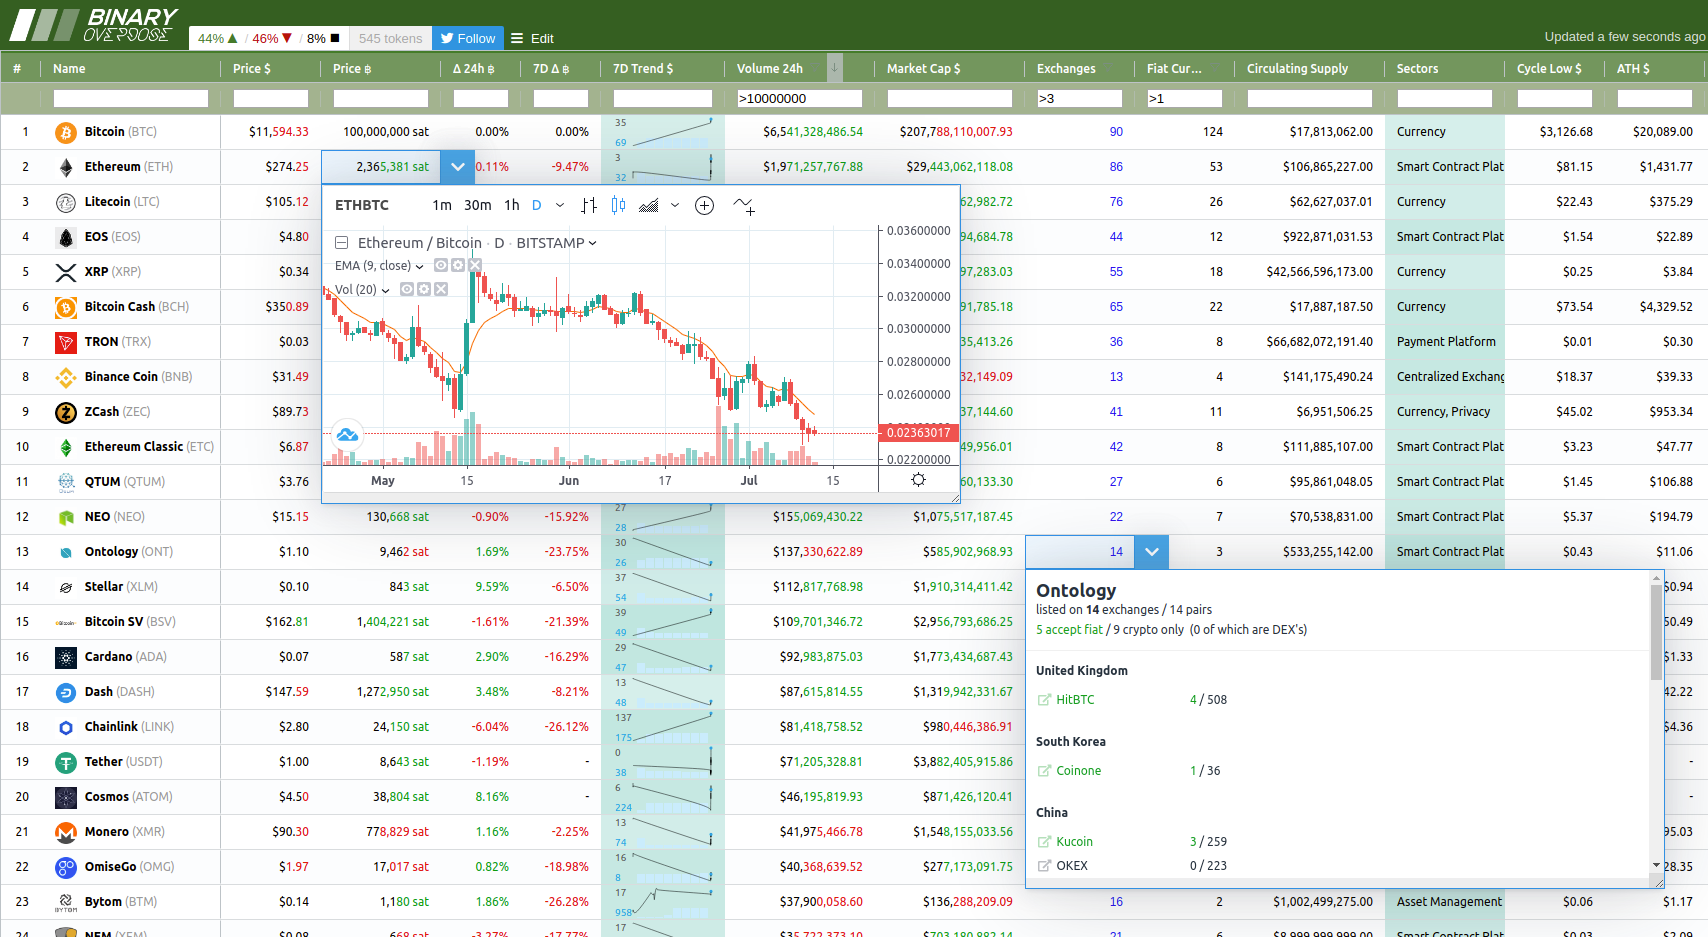 BINARY
OVERDOSE
44% ▲ / 46% ▼ / 8% ■ 545 tokens Follow Edit Updated a few seconds ago
# Name Price $ Price ฿ Δ 24h ฿ 7D Δ ฿ 7D Trend $ Volume 24h ↓ Market Cap $ Exchanges Fiat Cur... Circulating Supply Sectors Cycle Low $ ATH $
>10000000 >3 >1
1 Bitcoin (BTC) $11,594.33 100,000,000 sat 0.00% 0.00% 35 69 $6,541,328,486.54 $207,788,110,007.93 90 124 $17,813,062.00 Currency $3,126.68 $20,089.00
2 Ethereum (ETH) $274.25 2,365,381 sat 0.11% -9.47% 3 32 $1,971,257,767.88 $29,443,062,118.08 86 53 $106,865,227.00 Smart Contract Plat $81.15 $1,431.77
3 Litecoin (LTC) $105.12 62,982.72 76 26 $62,627,037.01 Currency $22.43 $375.29
4 EOS (EOS) $4.80 94,684.78 44 12 $922,871,031.53 Smart Contract Plat $1.54 $22.89
5 XRP (XRP) $0.34 97,283.03 55 18 $42,566,596,173.00 Currency $0.25 $3.84
6 Bitcoin Cash (BCH) $350.89 91,785.18 65 22 $17,887,187.50 Currency $73.54 $4,329.52
7 TRON (TRX) $0.03 35,413.26 36 8 $66,682,072,191.40 Payment Platform $0.01 $0.30
8 Binance Coin (BNB) $31.49 32,149.09 13 4 $141,175,490.24 Centralized Exchang $18.37 $39.33
9 ZCash (ZEC) $89.73 37,144.60 41 11 $6,951,506.25 Currency, Privacy $45.02 $953.34
10 Ethereum Classic (ETC) $6.87 49,956.01 42 8 $111,885,107.00 Smart Contract Plat $3.23 $47.77
11 QTUM (QTUM) $3.76 60,133.30 27 6 $95,861,048.05 Smart Contract Plat $1.45 $106.88
12 NEO (NEO) $15.15 130,668 sat -0.90% -15.92% 27 28 $155,069,430.22 $1,075,517,187.45 22 7 $70,538,831.00 Smart Contract Plat $5.37 $194.79
13 Ontology (ONT) $1.10 9,462 sat 1.69% -23.75% 30 26 $137,330,622.89 $585,902,968.93 14 3 $533,255,142.00 Smart Contract Plat $0.43 $11.06
14 Stellar (XLM) $0.10 843 sat 9.59% -6.50% 37 54 $112,817,768.98 $1,910,314,411.42 $0.94
15 Bitcoin SV (BSV) $162.81 1,404,221 sat -1.61% -21.39% 39 49 $109,701,346.72 $2,956,793,686.25 50.49
16 Cardano (ADA) $0.07 587 sat 2.90% -16.29% 29 47 $92,983,875.03 $1,773,434,687.43 $1.33
17 Dash (DASH) $147.59 1,272,950 sat 3.48% -8.21% 13 48 $87,615,814.55 $1,319,942,331.67 42.22
18 Chainlink (LINK) $2.80 24,150 sat -6.04% -26.12% 137 175 $81,418,758.52 $980,446,386.91 $4.36
19 Tether (USDT) $1.00 8,643 sat -1.19% - 0 38 $71,205,328.81 $3,882,405,915.86 -
20 Cosmos (ATOM) $4.50 38,804 sat 8.16% - 6 224 $46,195,819.93 $871,426,120.41 -
21 Monero (XMR) $90.30 778,829 sat 1.16% -2.25% 13 74 $41,975,466.78 $1,548,155,033.56 95.03
22 OmiseGo (OMG) $1.97 17,017 sat 0.82% -18.98% 16 8 $40,368,639.52 $277,173,091.75 28.35
23 Bytom (BTM) $0.14 1,180 sat 1.86% -26.28% 17 958 $37,900,058.60 $136,288,209.09 16 2 $1,002,499,275.00 Asset Management $0.06 $1.17
24 NEM (XEM) $0.08 668 sat -3.27% -17.77% 17 $35,722,373.10 $703,180,882.14 21 6 $8,999,999,999.00 Smart Contract Plat $0.03 $2.09
ETHBTC 1m 30m 1h D
Ethereum / Bitcoin · D · BITSTAMP
EMA (9, close)
Vol (20)
0.03600000
0.03400000
0.03200000
0.03000000
0.02800000
0.02600000
0.02363017
0.02200000
May 15 Jun 17 Jul 15
Ontology
listed on 14 exchanges / 14 pairs
5 accept fiat / 9 crypto only (0 of which are DEX's)
United Kingdom
HitBTC 4 / 508
South Korea
Coinone 1 / 36
China
Kucoin 3 / 259
OKEX 0 / 223